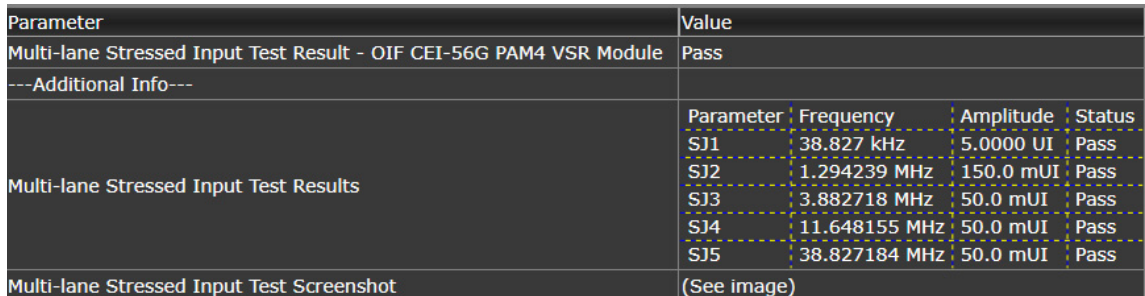 Parameter Value
Multi-lane Stressed Input Test Result - OIF CEI-56G PAM4 VSR Module Pass
---Additional Info---
Multi-lane Stressed Input Test Results
Parameter Frequency Amplitude Status
SJ1 38.827 kHz 5.0000 UI Pass
SJ2 1.294239 MHz 150.0 mUI Pass
SJ3 3.882718 MHz 50.0 mUI Pass
SJ4 11.648155 MHz 50.0 mUI Pass
SJ5 38.827184 MHz 50.0 mUI Pass
Multi-lane Stressed Input Test Screenshot (See image)